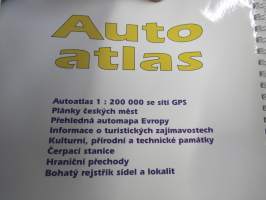 Auto
atlas
Autoatlas 1 : 200 000 se sítí GPS
Plánky českých měst
Přehledná automapa Evropy
Informace o turistických zajímavostech
Kulturní, přírodní a technické památky
Čerpací stanice
Hraniční přechody
Bohatý rejstřík sídel a lokalit